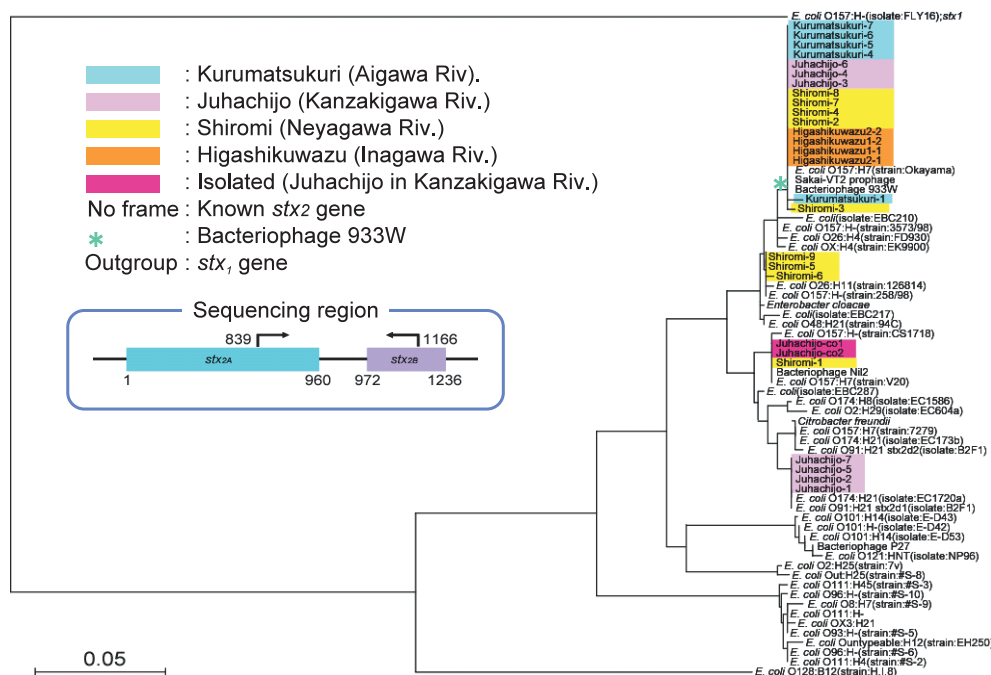 E. coli O157:H-(isolate:FLY16);stx1
Kurumatsukuri-7
Kurumatsukuri-6
Kurumatsukuri-5
Kurumatsukuri-4
Juhachijo-6
Juhachijo-4
Juhachijo-3
Shiromi-8
Shiromi-7
Shiromi-4
Shiromi-2
Higashikuwazu2-2
Higashikuwazu1-2
Higashikuwazu1-1
Higashikuwazu2-1
E. coli O157:H7(strain:Okayama)
Sakai-VT2 prophage
Bacteriophage 933W
Kurumatsukuri-1
Shiromi-3
E. coli(isolate:EBC210)
E. coli O157:H-(strain:3573/98)
E. coli O26:H4(strain:FD930)
E. coli OX:H4(strain:EK9900)
Shiromi-9
Shiromi-5
Shiromi-6
E. coli O26:H11(strain:126814)
E. coli O157:H-(strain:258/98)
Enterobacter cloacae
E. coli(isolate:EBC217)
E. coli O48:H21(strain:94C)
E. coli O157:H-(strain:CS1718)
Juhachijo-co1
Juhachijo-co2
Shiromi-1
Bacteriophage Nil2
E. coli O157:H7(strain:V20)
E. coli(isolate:EBC287)
E. coli O174:H8(isolate:EC1586)
E. coli O2:H29(isolate:EC604a)
Citrobacter freundii
E. coli O157:H7(strain:7279)
E. coli O174:H21(isolate:EC173b)
E. coli O91:H21 stx2d2(isolate:B2F1)
Juhachijo-7
Juhachijo-5
Juhachijo-2
Juhachijo-1
E. coli O174:H21(isolate:EC1720a)
E. coli O91:H21 stx2d1(isolate:B2F1)
E. coli O101:H14(isolate:E-D43)
E. coli O101:H-(isolate:E-D42)
E. coli O101:H14(isolate:E-D53)
Bacteriophage P27
E. coli O121:HNT(isolate:NP96)
E. coli O2:H25(strain:7v)
E. coli Out:H25(strain:#S-8)
E. coli O111:H45(strain:#S-3)
E. coli O96:H-(strain:#S-10)
E. coli O8:H7(strain:#S-9)
E. coli O111:H-
E. coli OX3:H21
E. coli O93:H-(strain:#S-5)
E. coli Ountypeable:H12(strain:EH250)
E. coli O96:H-(strain:#S-6)
E. coli O111:H4(strain:#S-2)
E. coli O128:B12(strain:H.I.8)
: Kurumatsukuri (Aigawa Riv).
: Juhachijo (Kanzakigawa Riv.)
: Shiromi (Neyagawa Riv.)
: Higashikuwazu (Inagawa Riv.)
: Isolated (Juhachijo in Kanzakigawa Riv.)
No frame : Known stx2 gene
* : Bacteriophage 933W
Outgroup : stx1 gene
Sequencing region
839 1166
stx2A stx2B
1 960 972 1236
0.05